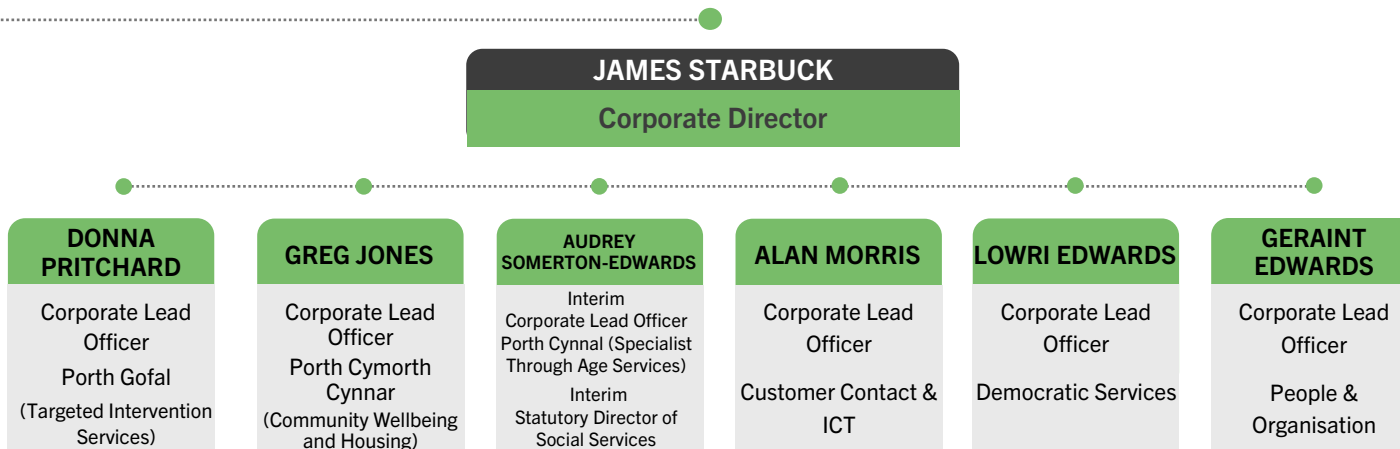 JAMES STARBUCK
Corporate Director
DONNA
PRITCHARD
Corporate Lead
Officer
Porth Gofal
(Targeted Intervention
Services)
GREG JONES
Corporate Lead
Officer
Porth Cymorth
Cynnar
(Community Wellbeing
and Housing)
AUDREY
SOMERTON-EDWARDS
Interim
Corporate Lead Officer
Porth Cynnal (Specialist
Through Age Services)
Interim
Statutory Director of
Social Services
ALAN MORRIS
Corporate Lead
Officer
Customer Contact &
ICT
LOWRI EDWARDS
Corporate Lead
Officer
Democratic Services
GERAINT
EDWARDS
Corporate Lead
Officer
People &
Organisation